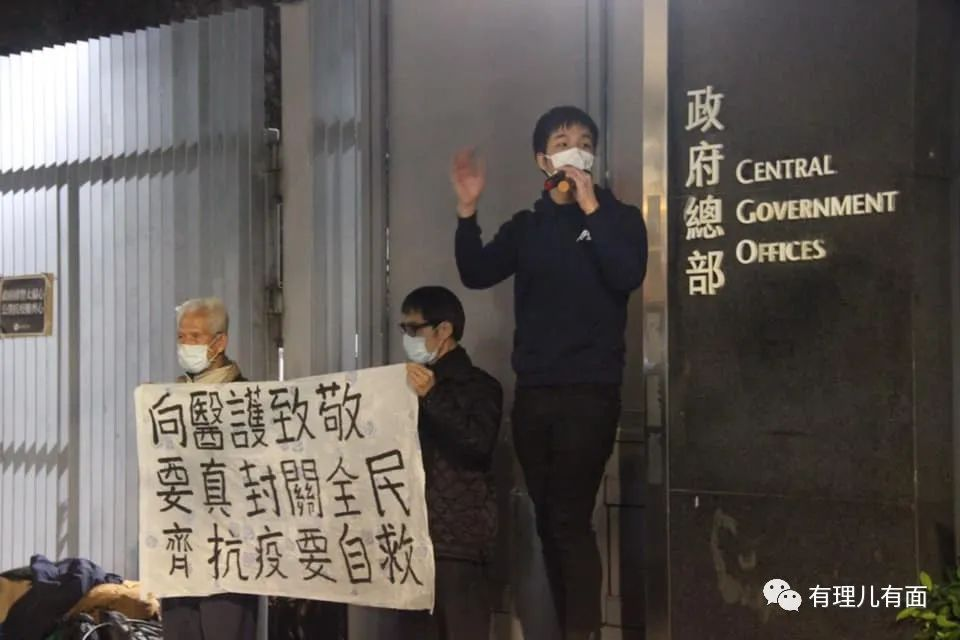 向醫護致敬
要真封關全民
齊抗疫要自救
政府總部
CENTRAL
GOVERNMENT
OFFICES
有理儿有面